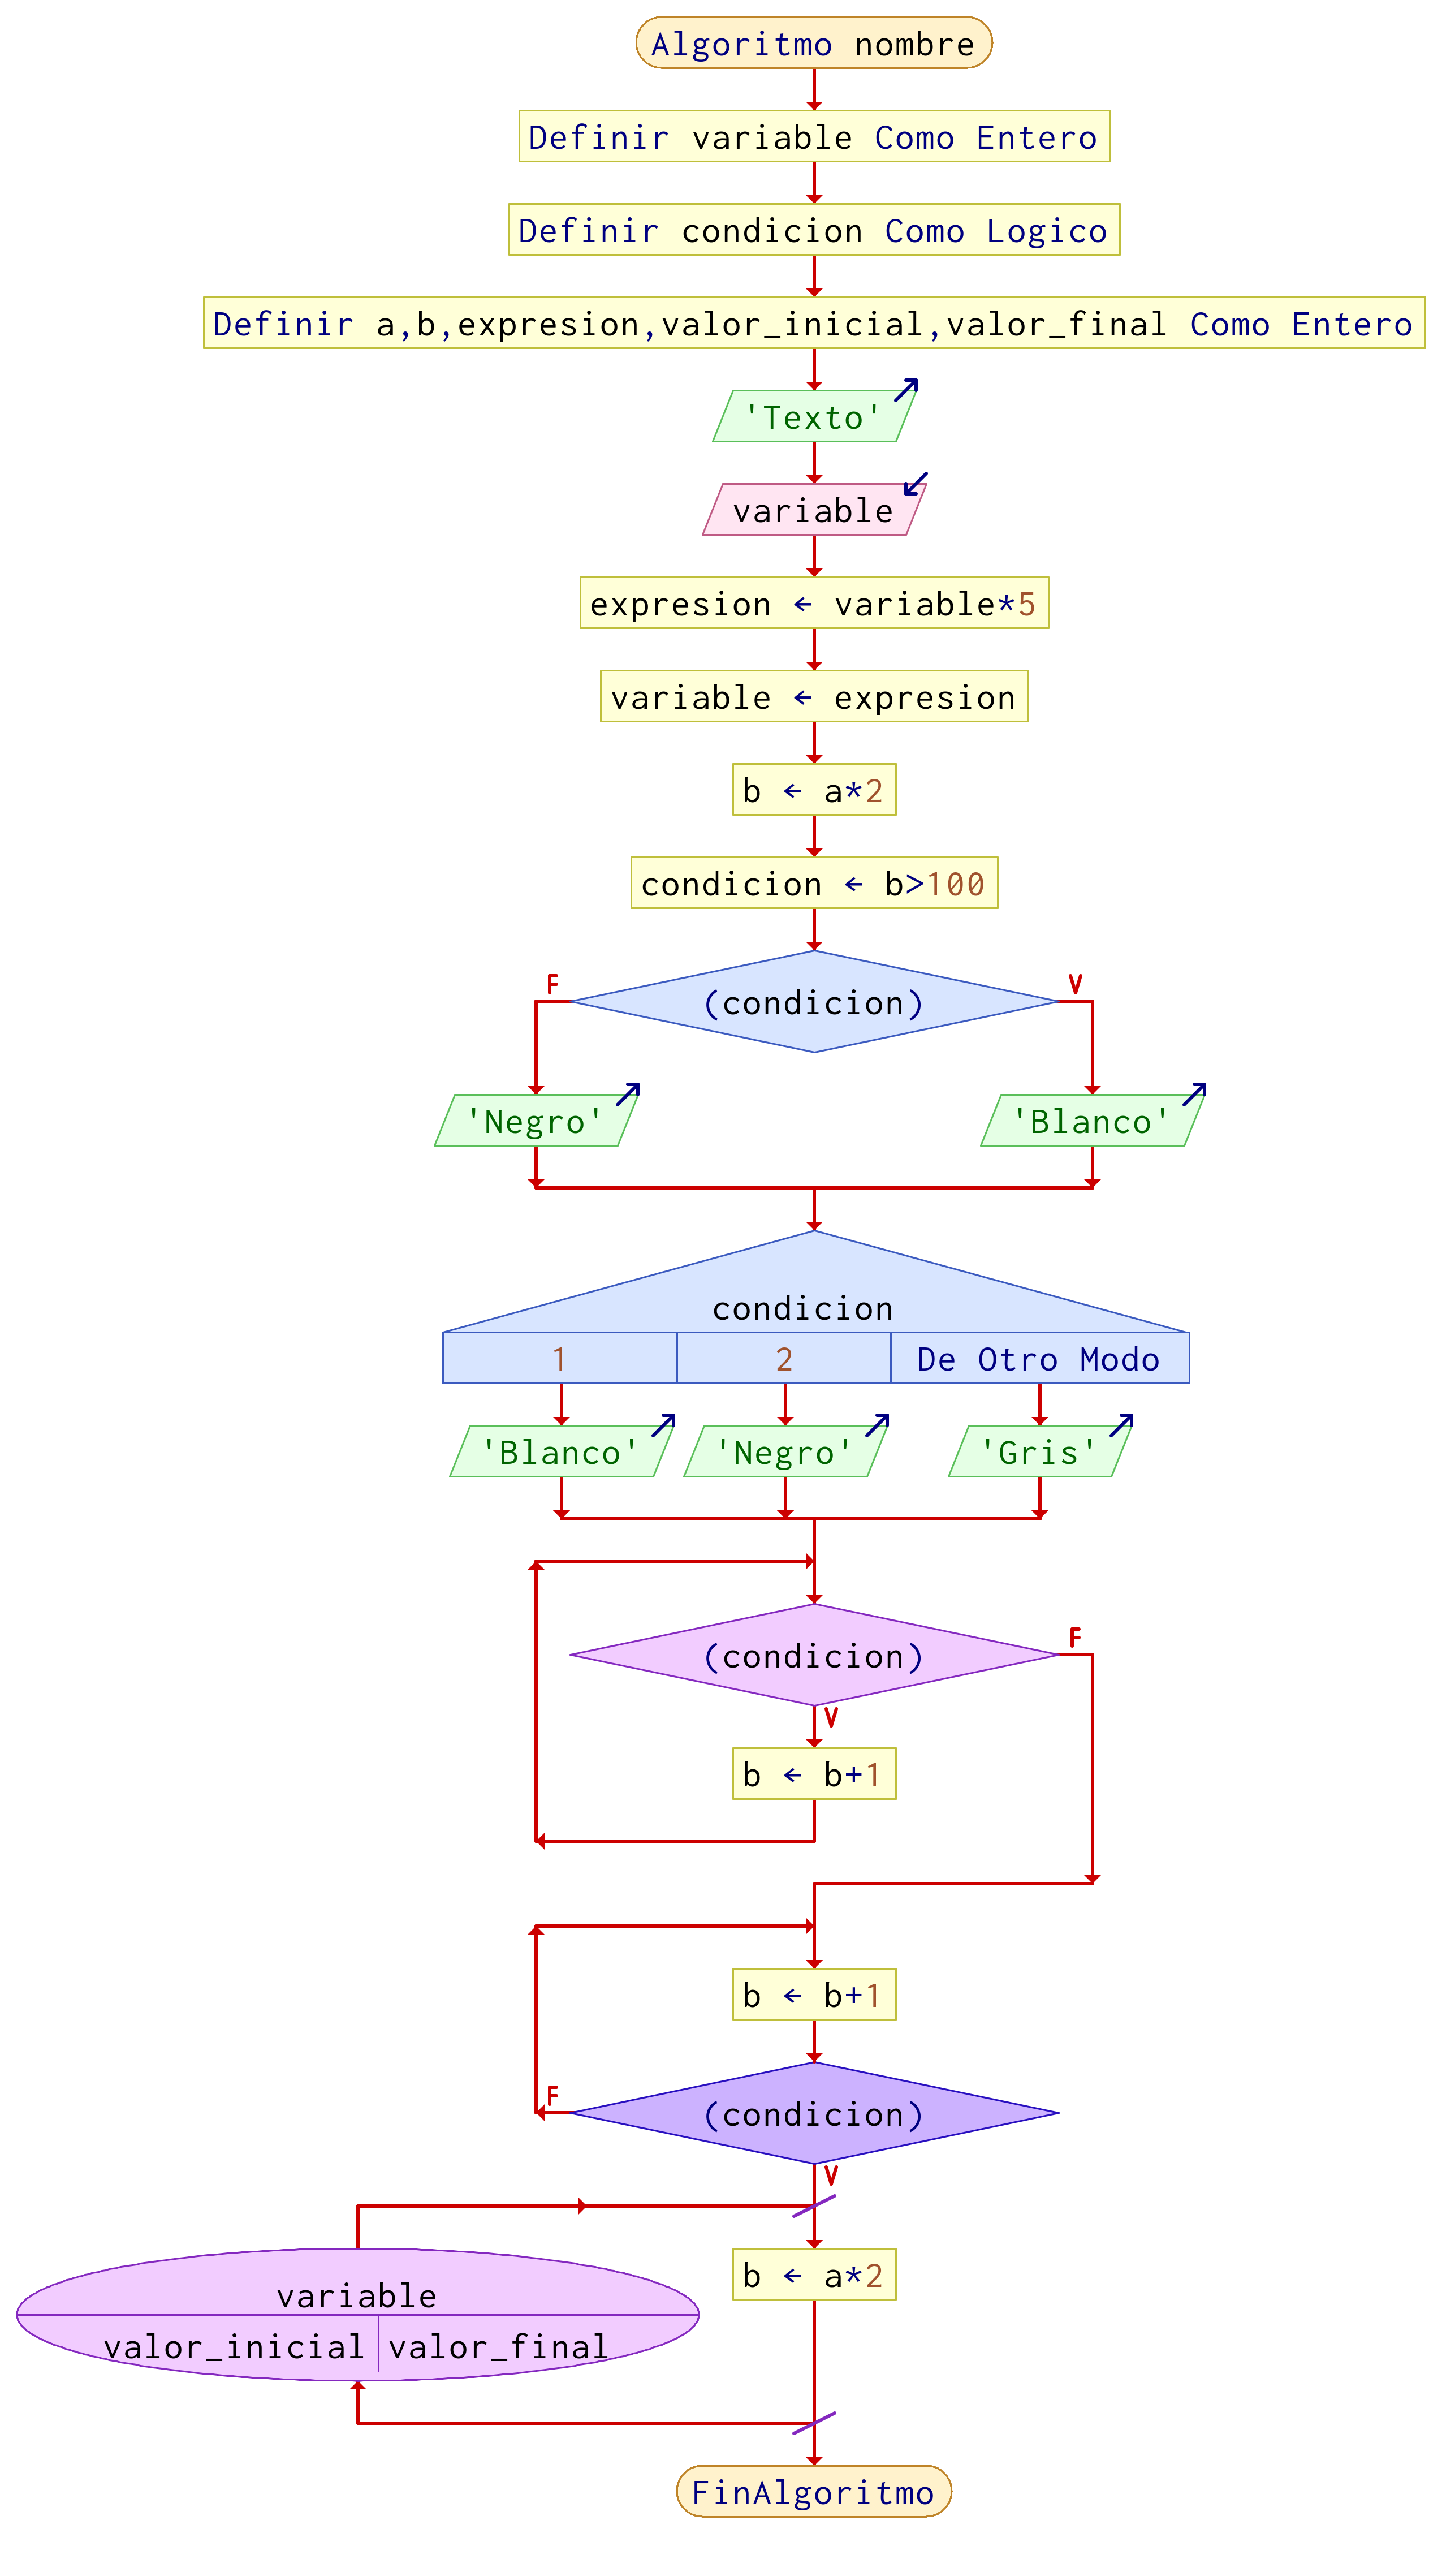 Algoritmo nombre
Definir variable Como Entero
Definir condicion Como Logico
Definir a,b,expresion,valor_inicial,valor_final Como Entero
'Texto'
variable
expresion ← variable*5
variable ← expresion
b ← a*2
condicion ← b>100
F V
(condicion)
'Negro' 'Blanco'
condicion
1 2 De Otro Modo
'Blanco' 'Negro' 'Gris'
F
(condicion)
V
b ← b+1
b ← b+1
F
(condicion)
V
b ← a*2
variable
valor_inicial valor_final
FinAlgoritmo